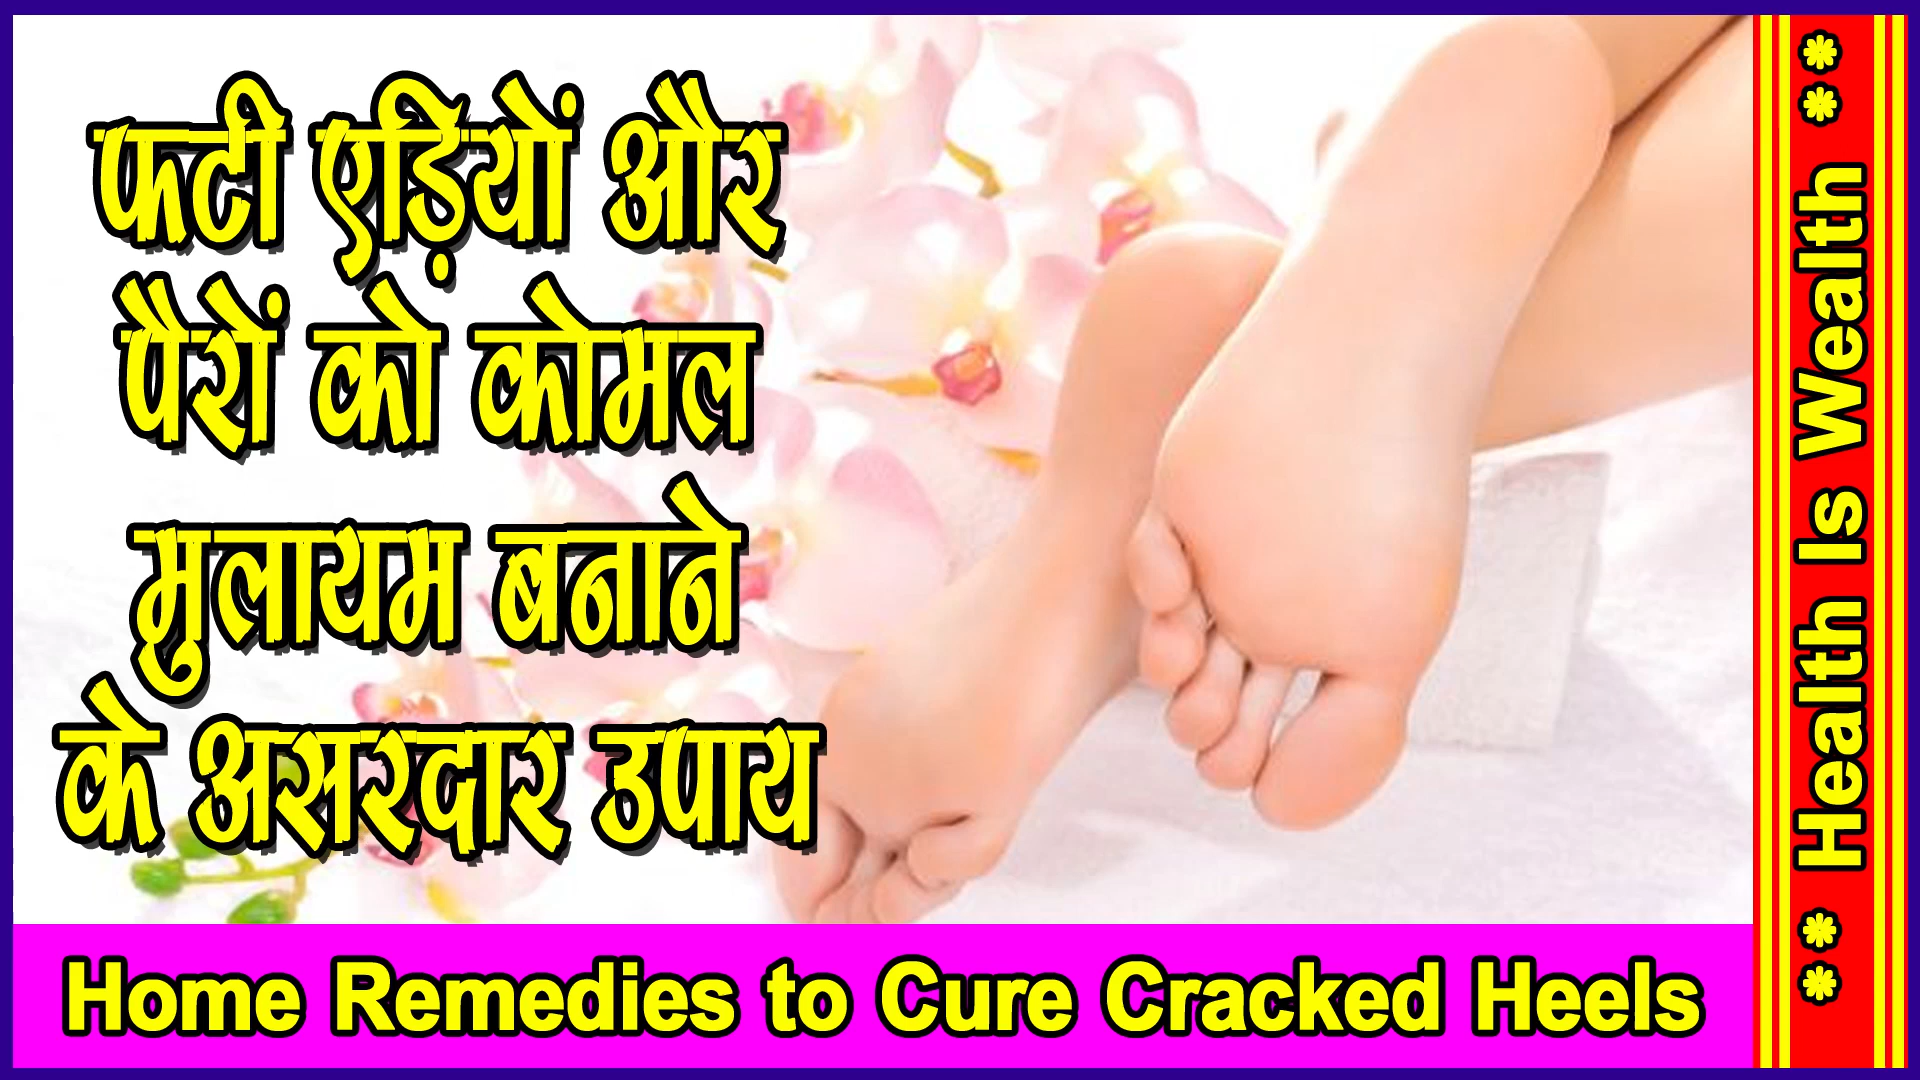 फटी एड़ियों और
पैरों को कोमल
मुलायम बनाने
के असरदार उपाय
Home Remedies to Cure Cracked Heels
** Health Is Wealth **